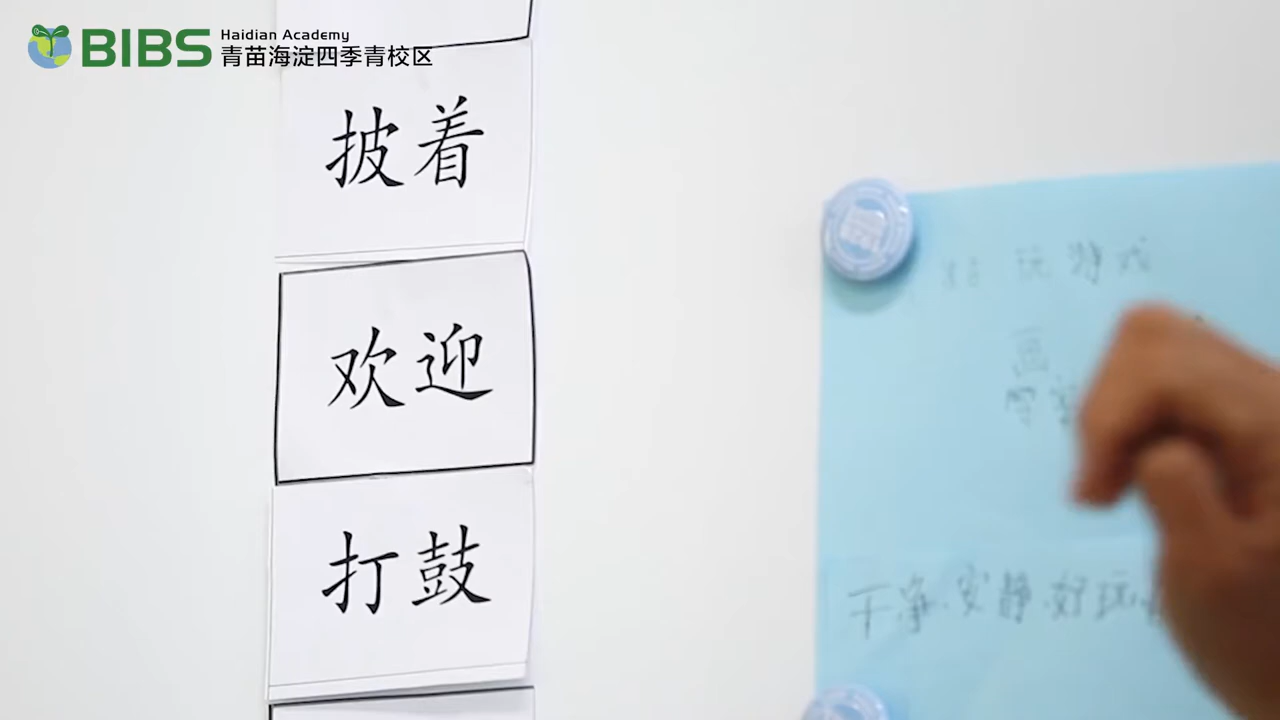 BIBS
Haidian Academy
青苗海淀四季青校区
披着
欢迎
打鼓
玩游戏
画
干净 安静 好玩